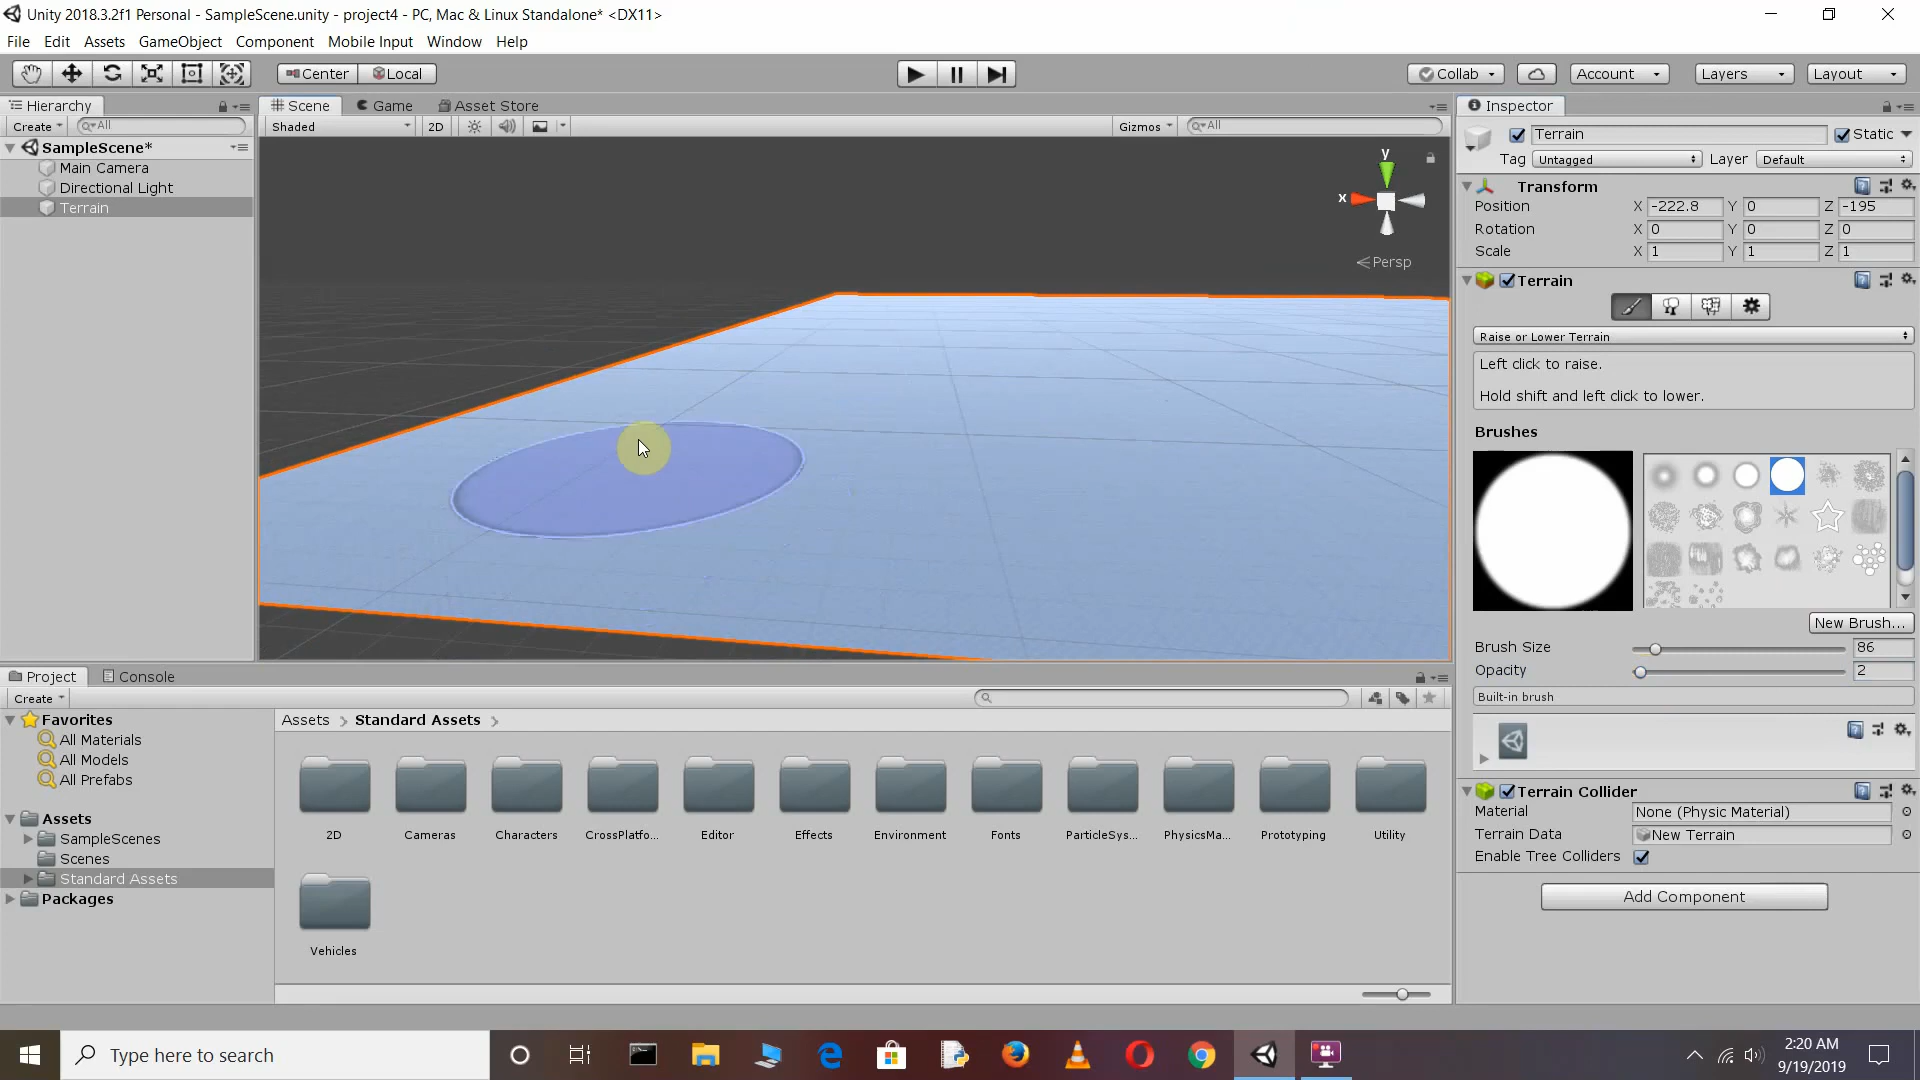 Unity 2018.3.2f1 Personal - SampleScene.unity - project4 - PC, Mac & Linux Standalone* <DX11>
File Edit Assets GameObject Component Mobile Input Window Help
Center Local Collab Account Layers Layout
Hierarchy
Create All
SampleScene*
Main Camera
Directional Light
Terrain
Scene Game Asset Store
Shaded 2D Gizmos All
y
x
Persp
Inspector
Terrain Static
Tag Untagged Layer Default
Transform
Position X -222.8 Y 0 Z -195
Rotation X 0 Y 0 Z 0
Scale X 1 Y 1 Z 1
Terrain
Raise or Lower Terrain
Left click to raise.
Hold shift and left click to lower.
Brushes
New Brush...
Brush Size 86
Opacity 2
Built-in brush
Terrain Collider
Material None (Physic Material)
Terrain Data New Terrain
Enable Tree Colliders
Add Component
Project Console
Create
Favorites
All Materials
All Models
All Prefabs
Assets
SampleScenes
Scenes
Standard Assets
Packages
Assets Standard Assets
2D Cameras Characters CrossPlatfo... Editor Effects Environment Fonts ParticleSys... PhysicsMa... Prototyping Utility
Vehicles
Type here to search
2:20 AM
9/19/2019